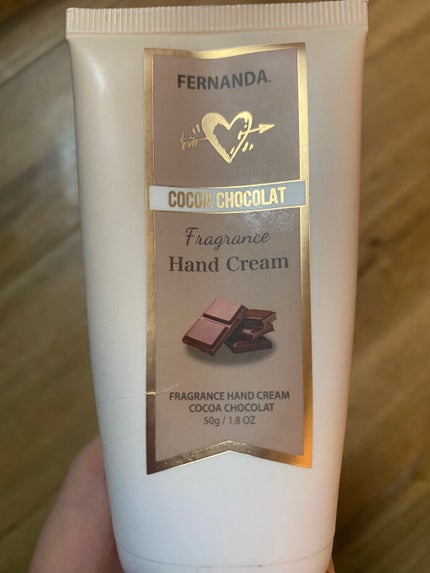 FERNANDA.
COCOA CHOCOLAT
Fragrance
Hand Cream
FRAGRANCE HAND CREAM
COCOA CHOCOLAT
50g / 1.8 OZ